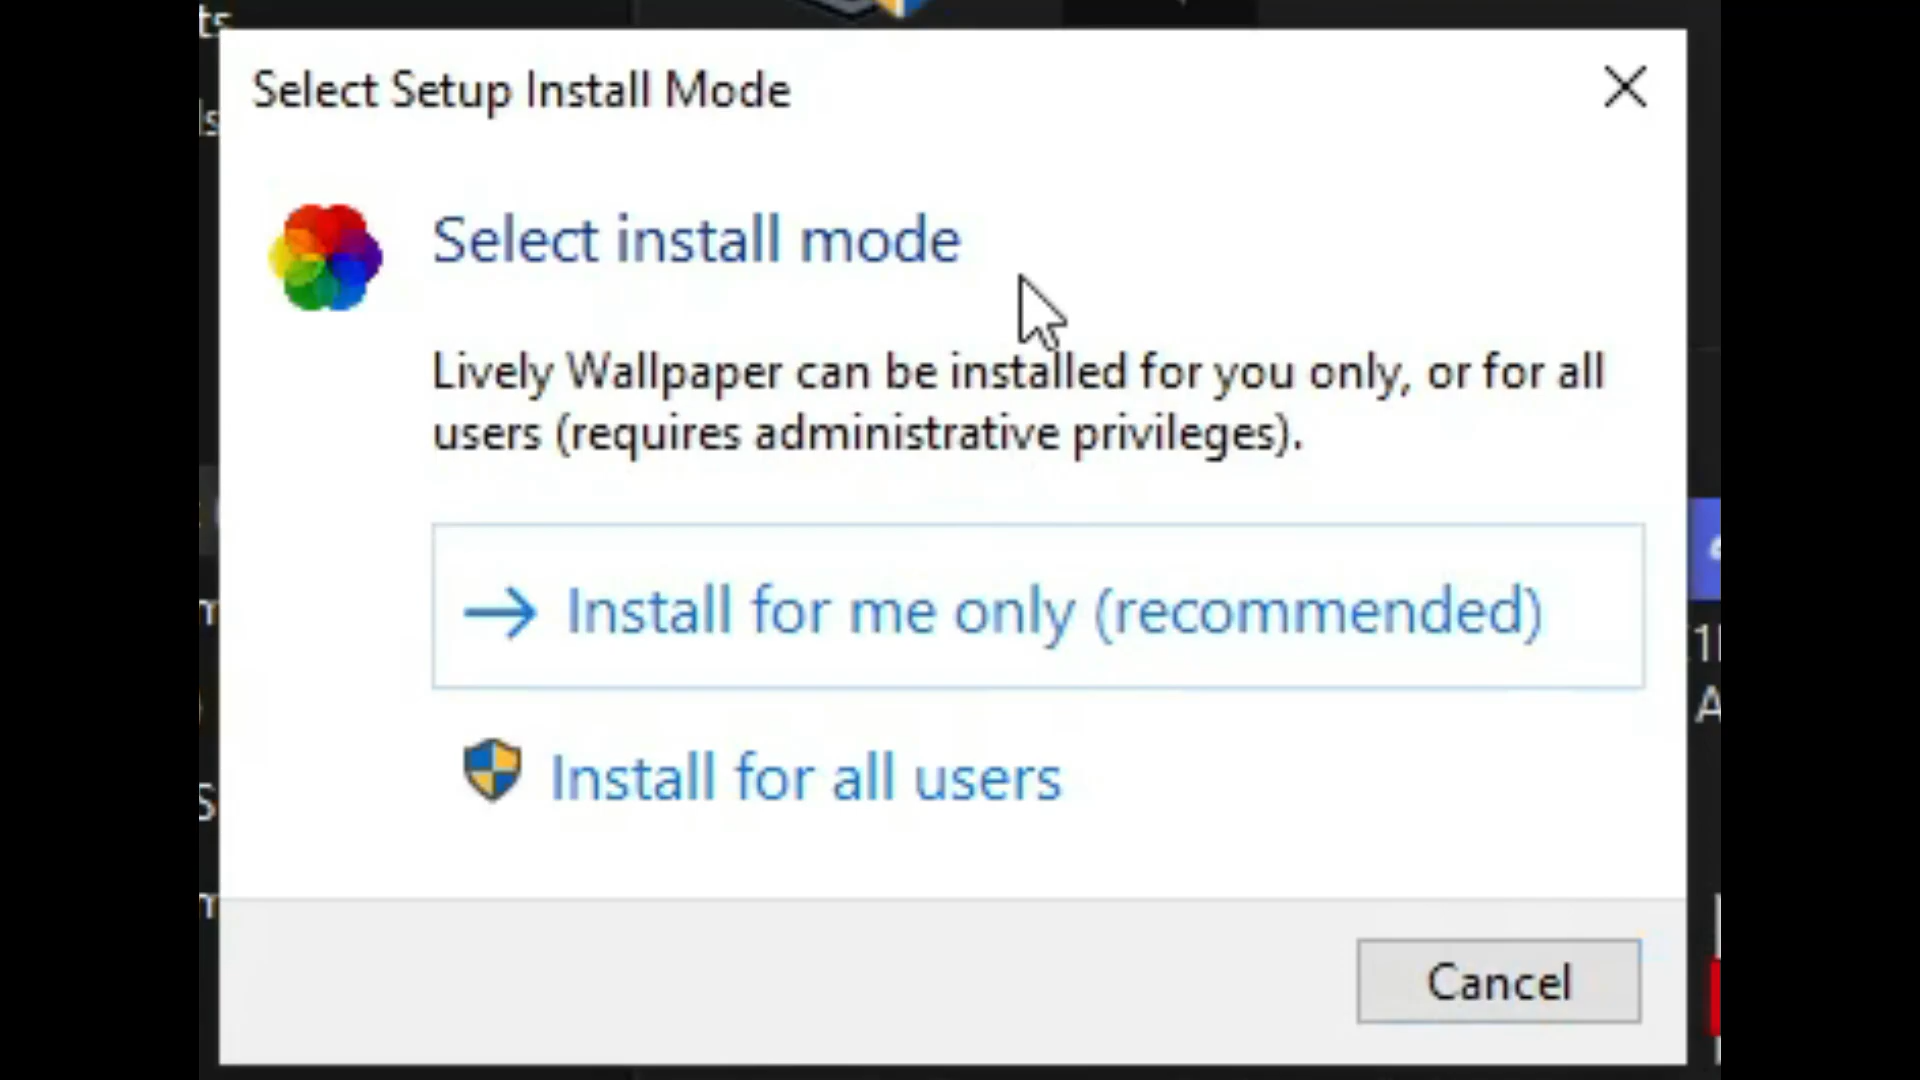 Select Setup Install Mode
Select install mode
Lively Wallpaper can be installed for you only, or for all
users (requires administrative privileges).
Install for me only (recommended)
Install for all users
Cancel